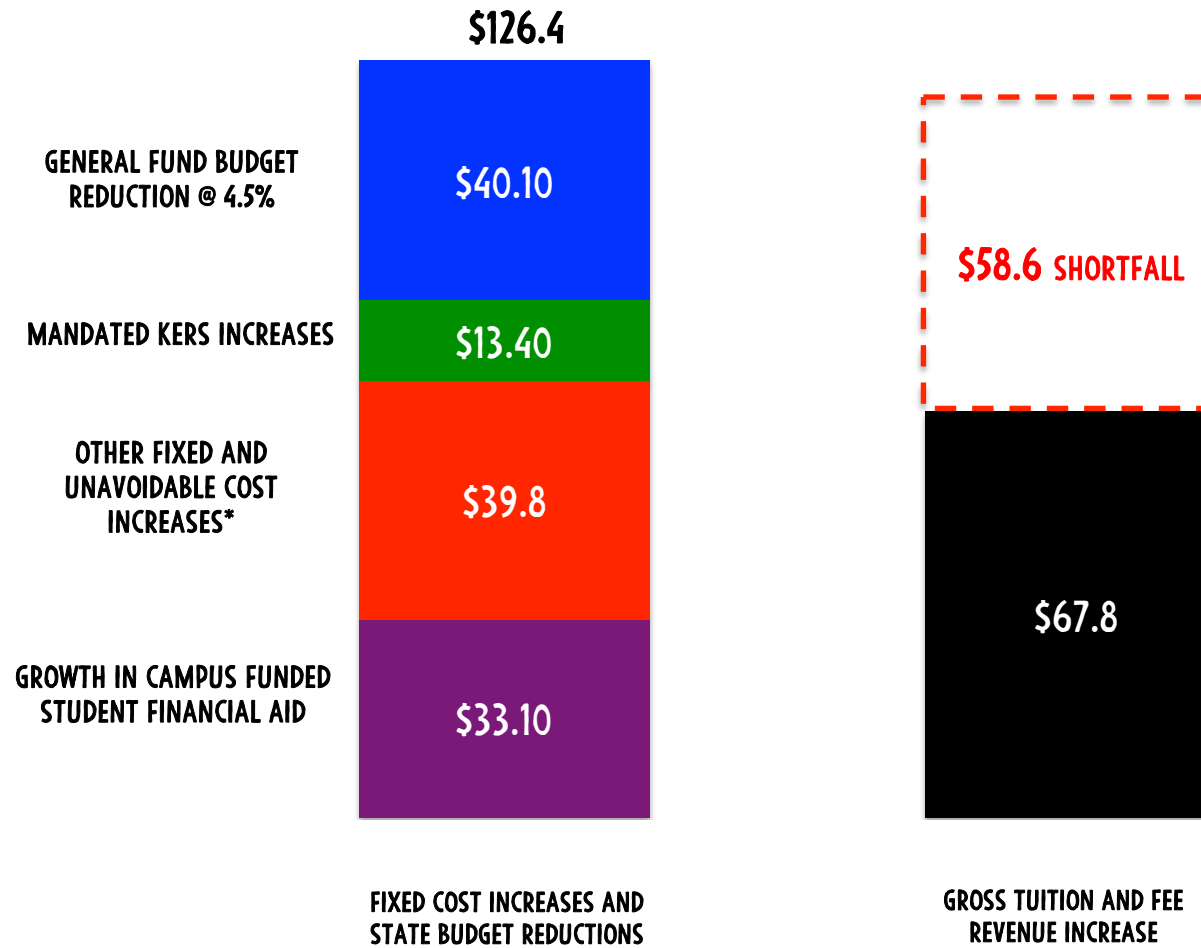 $126.4
GENERAL FUND BUDGET
REDUCTION @ 4.5%
$40.10
$58.6 SHORTFALL
MANDATED KERS INCREASES
$13.40
OTHER FIXED AND
UNAVOIDABLE COST
INCREASES*
$39.8
$67.8
GROWTH IN CAMPUS FUNDED
STUDENT FINANCIAL AID
$33.10
FIXED COST INCREASES AND
STATE BUDGET REDUCTIONS
GROSS TUITION AND FEE
REVENUE INCREASE